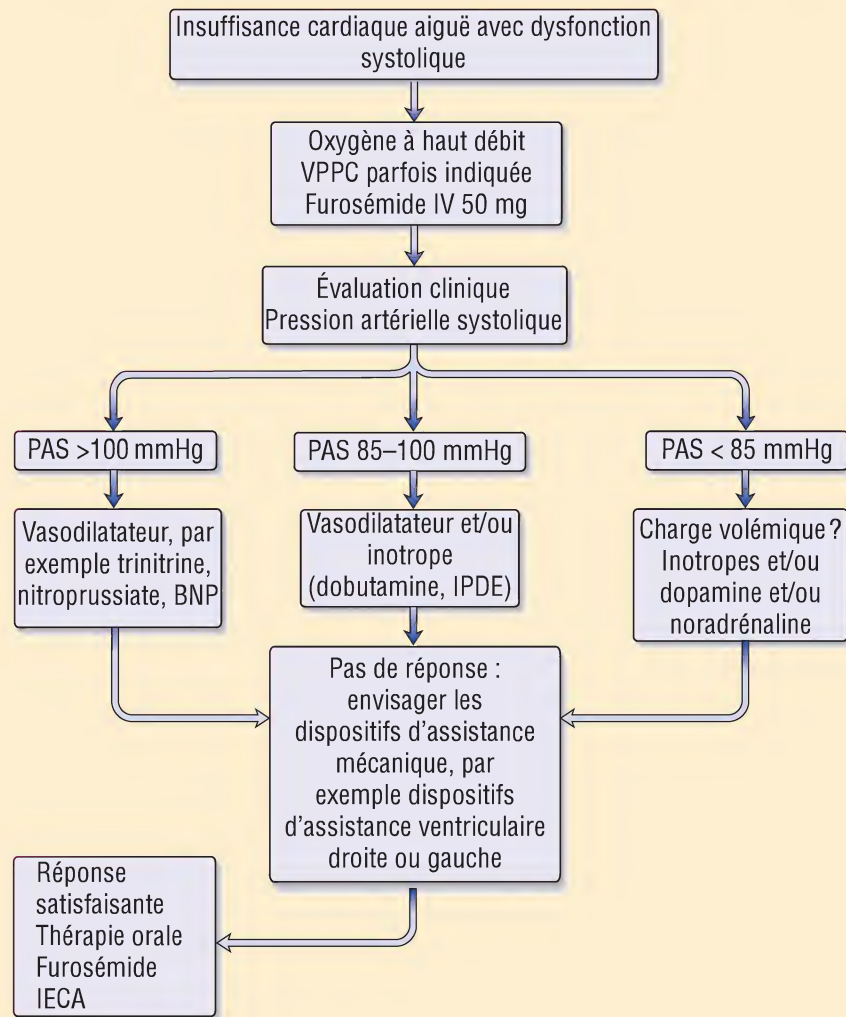 Insuffisance cardiaque aiguë avec dysfonction
systolique
Oxygène à haut débit
VPPC parfois indiquée
Furosémide IV 50 mg
Évaluation clinique
Pression artérielle systolique
PAS >100 mmHg
PAS 85–100 mmHg
PAS < 85 mmHg
Vasodilatateur, par
exemple trinitrine,
nitroprussiate, BNP
Vasodilatateur et/ou
inotrope
(dobutamine, IPDE)
Charge volémique ?
Inotropes et/ou
dopamine et/ou
noradrénaline
Pas de réponse :
envisager les
dispositifs d’assistance
mécanique, par
exemple dispositifs
d’assistance ventriculaire
droite ou gauche
Réponse
satisfaisante
Thérapie orale
Furosémide
IECA